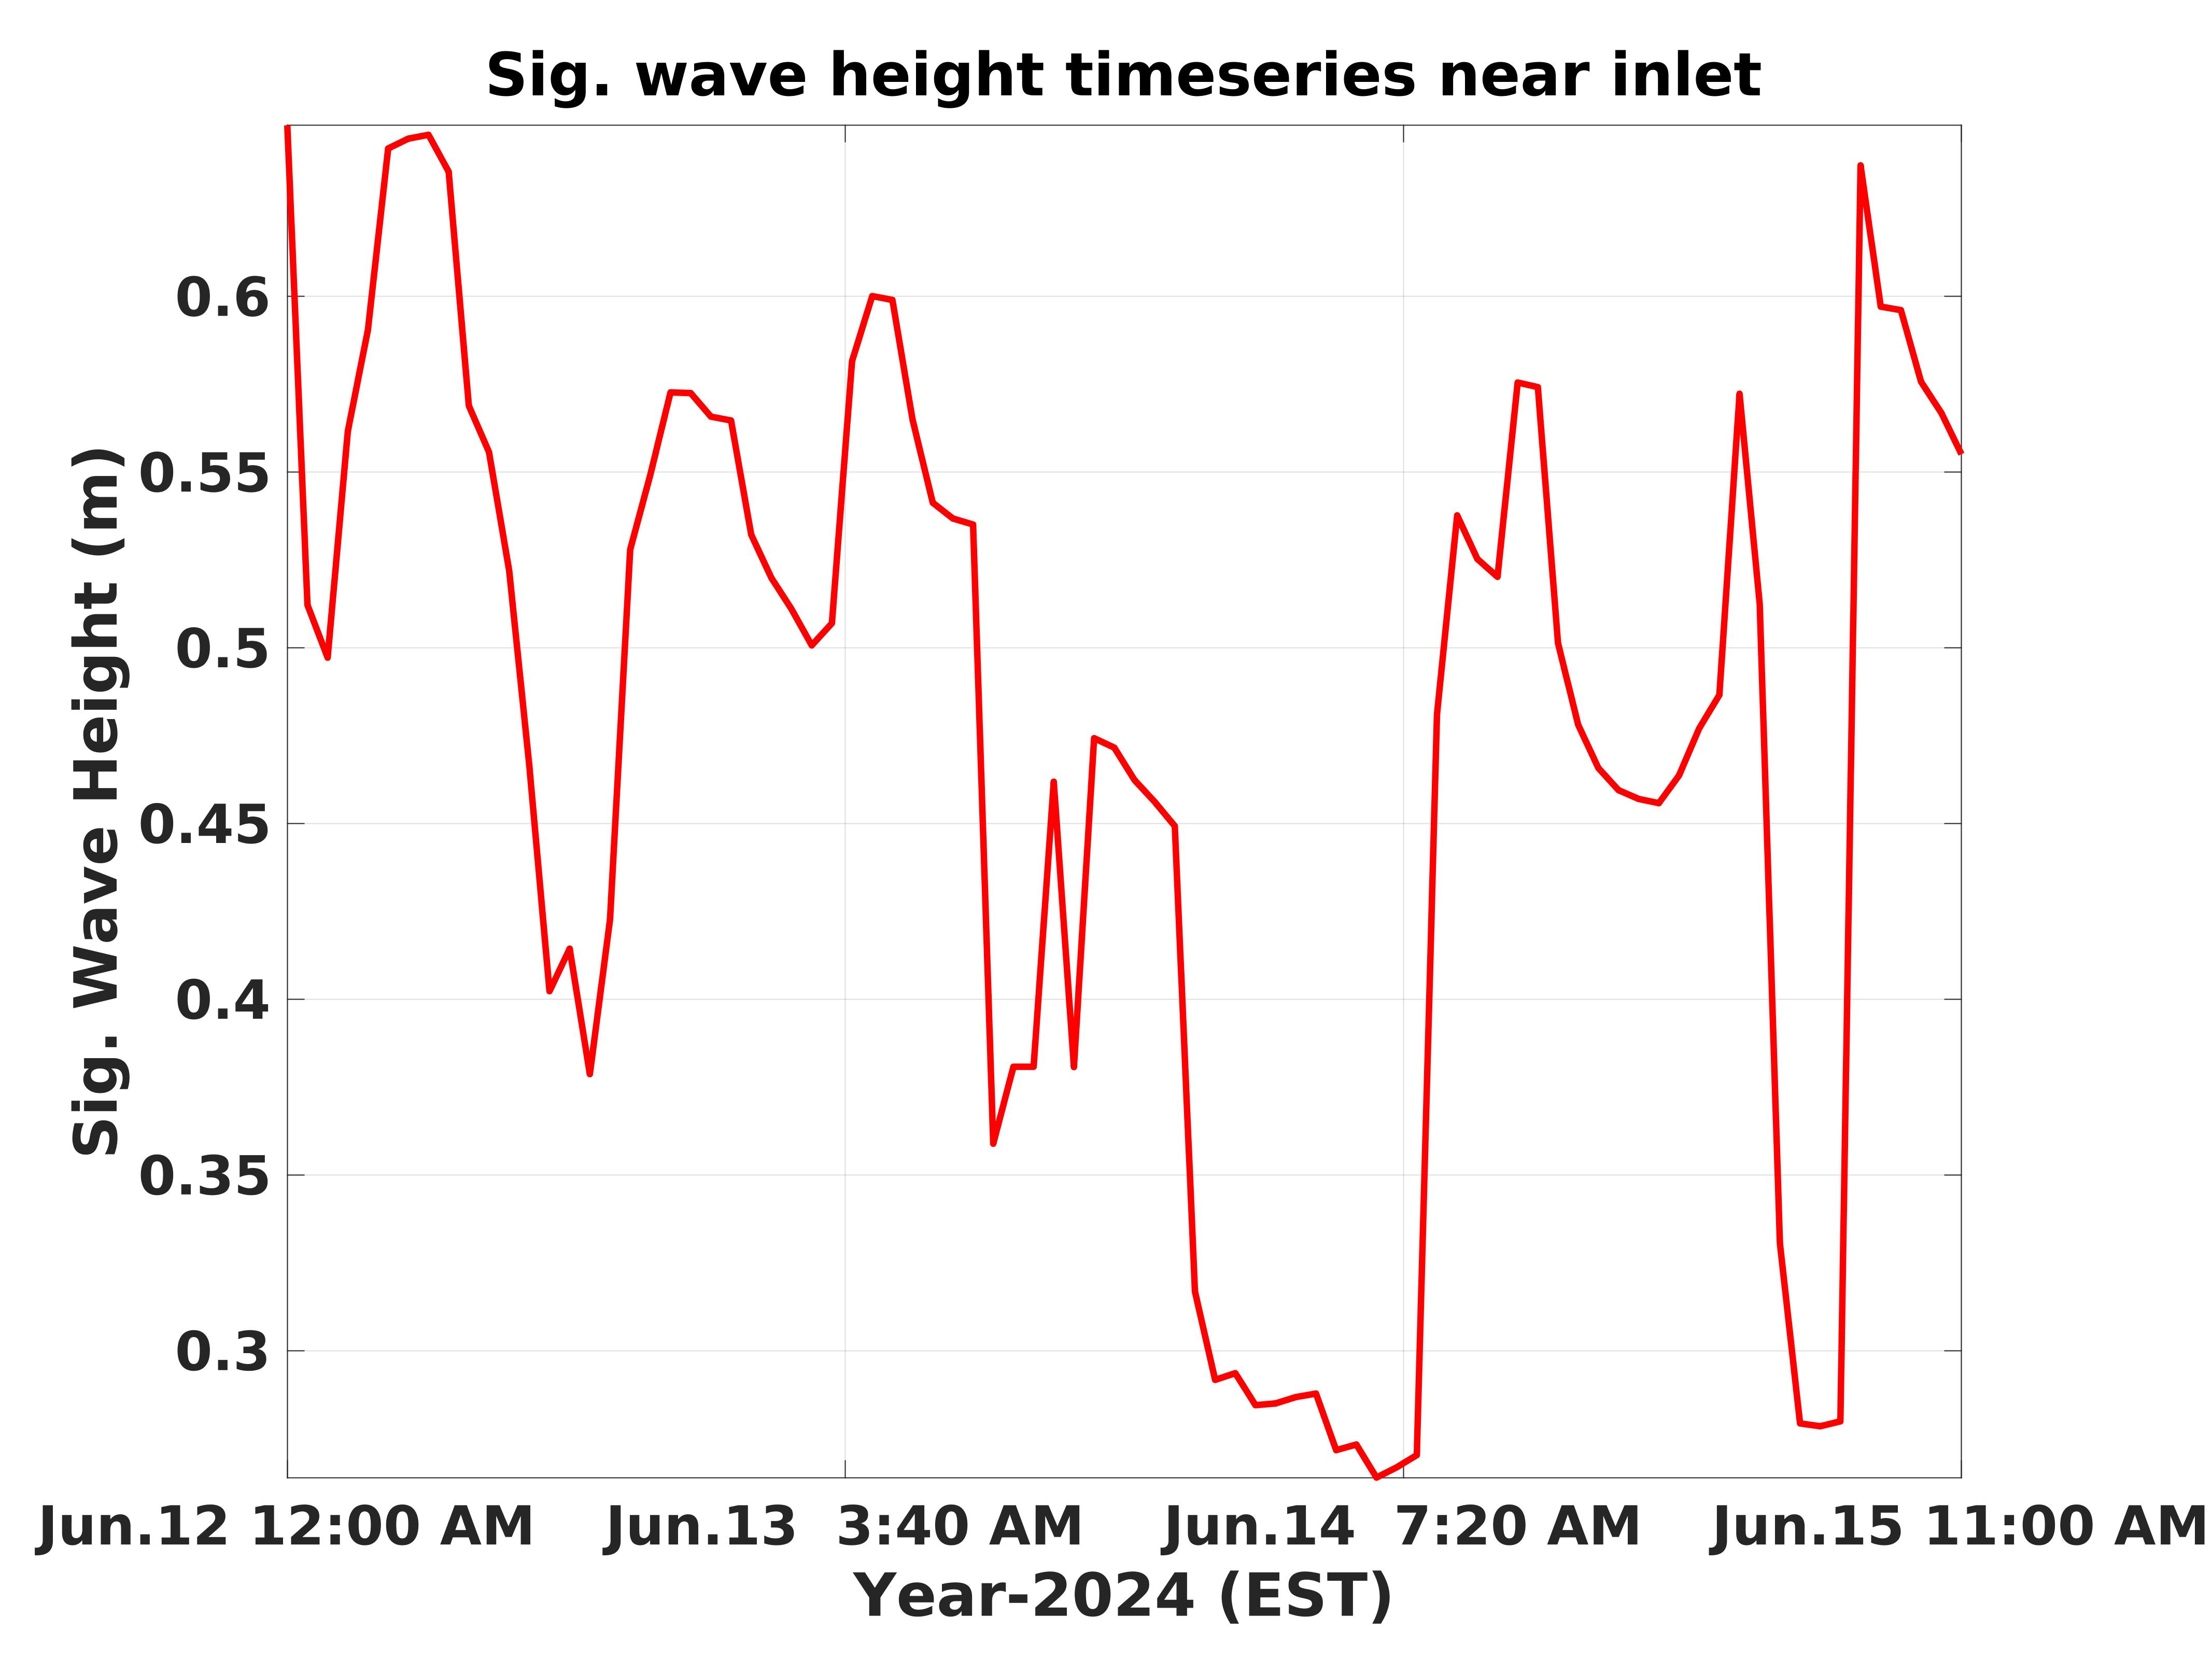 Sig. wave height timeseries near inlet
Sig. Wave Height (m)
0.6
0.55
0.5
0.45
0.4
0.35
0.3
Jun.12 12:00 AM Jun.13 3:40 AM Jun.14 7:20 AM Jun.15 11:00 AM
Year-2024 (EST)